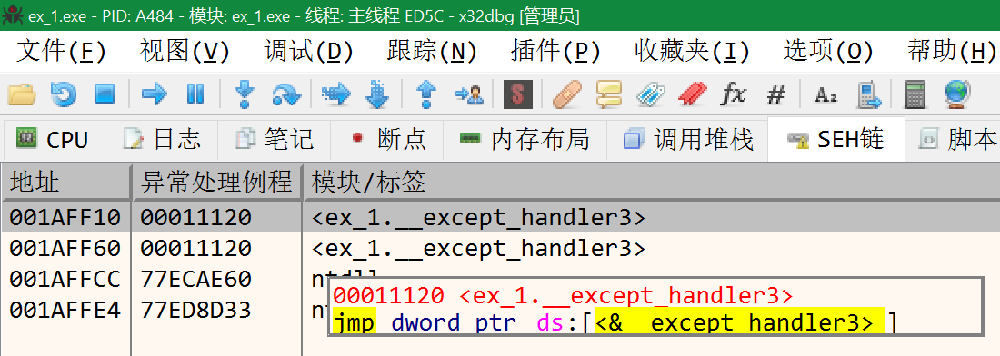 ex_1.exe - PID: A484 - 模块: ex_1.exe - 线程: 主线程 ED5C - x32dbg [管理员]
文件(F) 视图(V) 调试(D) 跟踪(N) 插件(P) 收藏夹(I) 选项(O) 帮助(H)
S fx # A₂
CPU 日志 笔记 断点 内存布局 调用堆栈 SEH链 脚本
地址 异常处理例程 模块/标签
001AFF10 00011120 <ex_1.__except_handler3>
001AFF60 00011120 <ex_1.__except_handler3>
001AFFCC 77ECAE60
001AFFE4 77ED8D33
00011120 <ex_1.__except_handler3>
jmp dword ptr ds:[<&__except_handler3>]